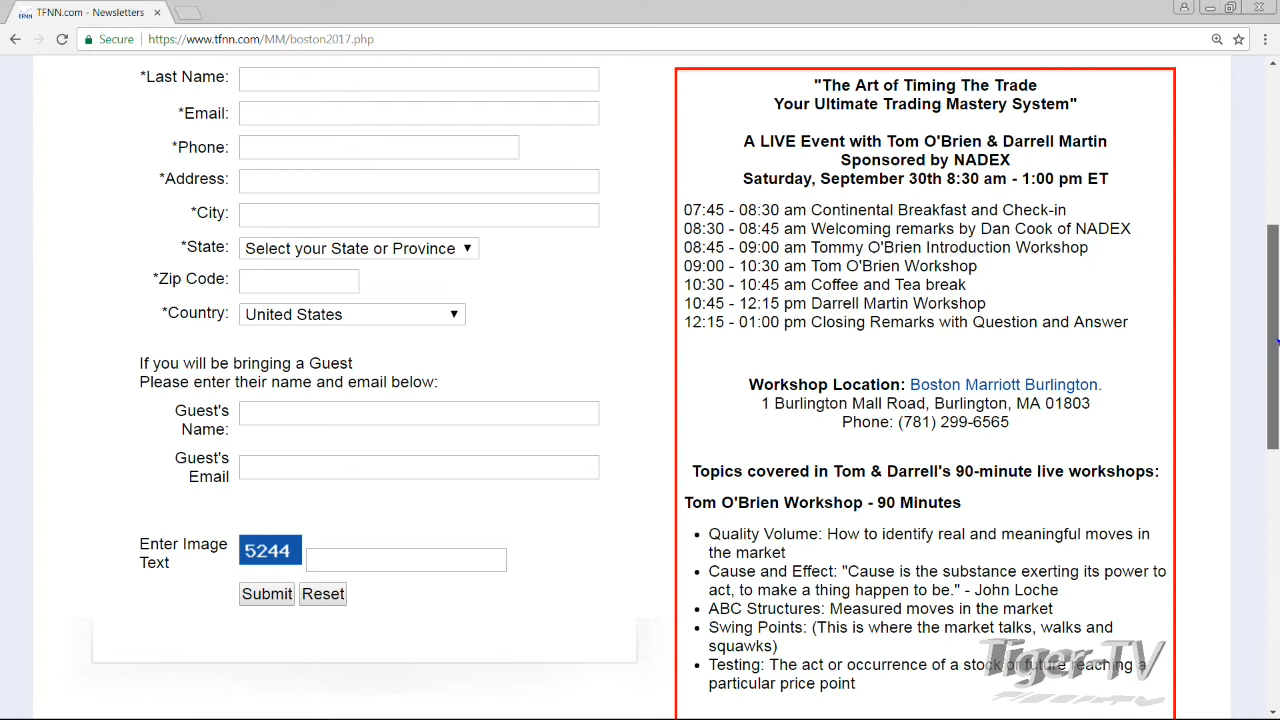 TFNN.com - Newsletters
Secure https://www.tfnn.com/MM/boston2017.php
*Last Name:
*Email:
*Phone:
*Address:
*City:
*State: Select your State or Province
*Zip Code:
*Country: United States
If you will be bringing a Guest
Please enter their name and email below:
Guest's
Name:
Guest's
Email
Enter Image
Text
5244
Submit Reset
"The Art of Timing The Trade
Your Ultimate Trading Mastery System"
A LIVE Event with Tom O'Brien & Darrell Martin
Sponsored by NADEX
Saturday, September 30th 8:30 am - 1:00 pm ET
07:45 - 08:30 am Continental Breakfast and Check-in
08:30 - 08:45 am Welcoming remarks by Dan Cook of NADEX
08:45 - 09:00 am Tommy O'Brien Introduction Workshop
09:00 - 10:30 am Tom O'Brien Workshop
10:30 - 10:45 am Coffee and Tea break
10:45 - 12:15 pm Darrell Martin Workshop
12:15 - 01:00 pm Closing Remarks with Question and Answer
Workshop Location: Boston Marriott Burlington.
1 Burlington Mall Road, Burlington, MA 01803
Phone: (781) 299-6565
Topics covered in Tom & Darrell's 90-minute live workshops:
Tom O'Brien Workshop - 90 Minutes
• Quality Volume: How to identify real and meaningful moves in
the market
• Cause and Effect: "Cause is the substance exerting its power to
act, to make a thing happen to be." - John Loche
• ABC Structures: Measured moves in the market
• Swing Points: (This is where the market talks, walks and
squawks)
• Testing: The act or occurrence of a stock or future reaching a
particular price point
Tiger TV